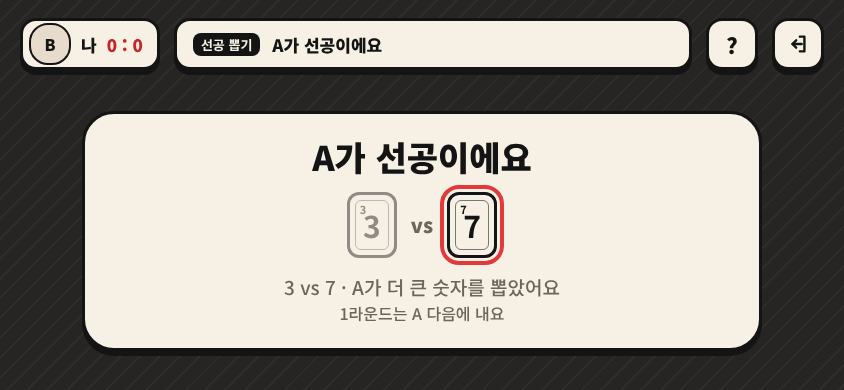 B 나 0 : 0
선공 뽑기 A가 선공이에요
?
A가 선공이에요
3 3 vs 7 7
3 vs 7 · A가 더 큰 숫자를 뽑았어요
1라운드는 A 다음에 내요